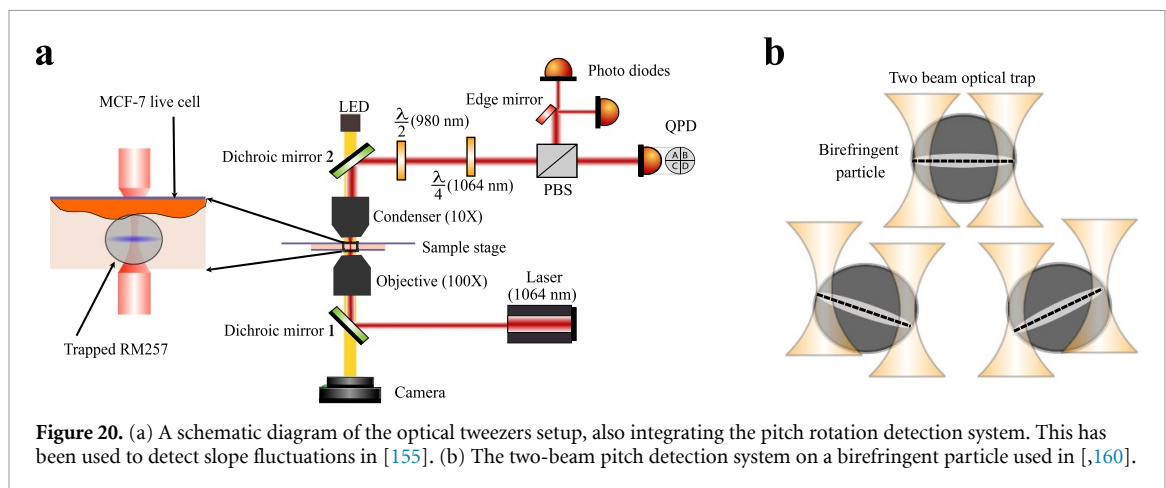 a
b
MCF-7 live cell
LED
λ/2 (980 nm)
Edge mirror
Photo diodes
QPD
A B
C D
Dichroic mirror 2
λ/4 (1064 nm)
PBS
Condenser (10X)
Sample stage
Objective (100X)
Laser
(1064 nm)
Dichroic mirror 1
Trapped RM257
Camera
Two beam optical trap
Birefringent
particle
Figure 20. (a) A schematic diagram of the optical tweezers setup, also integrating the pitch rotation detection system. This has
been used to detect slope fluctuations in [155]. (b) The two-beam pitch detection system on a birefringent particle used in [,160].